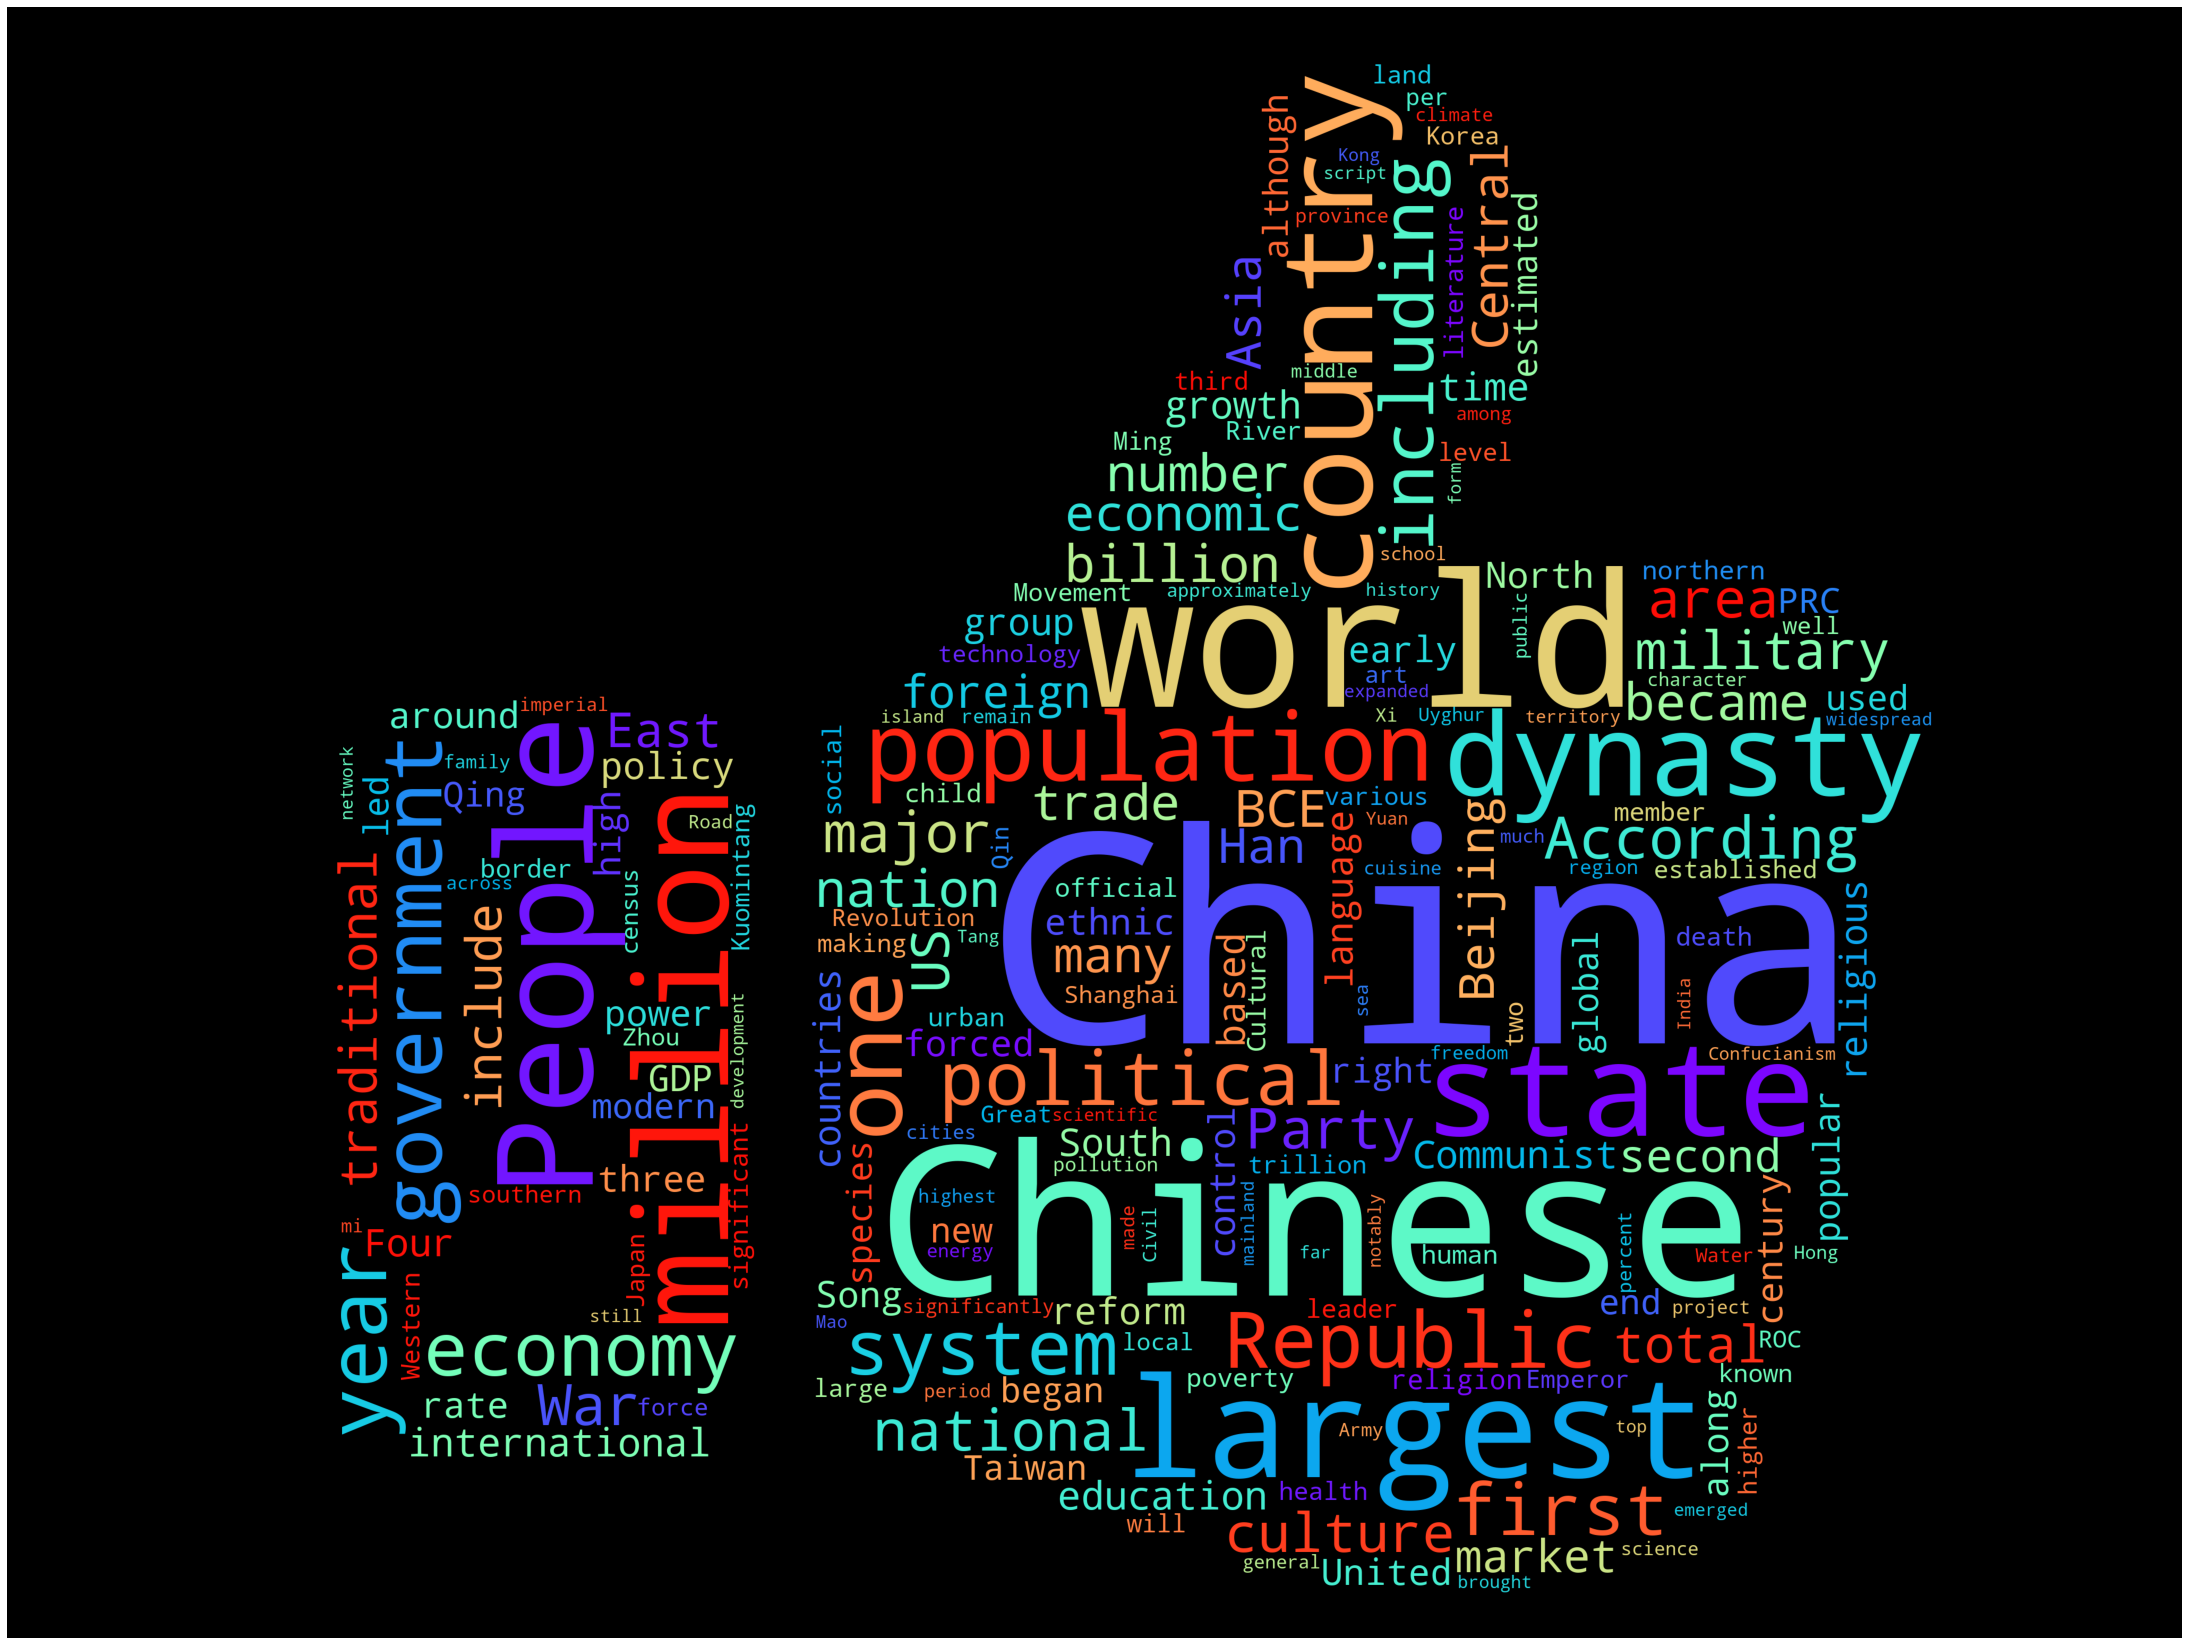 land
per
climate
Korea
although
country
Kong
script
including
Central
province
literature
estimated
Asia
middle
third
time
growth
among
River
Ming
level
number
form
economic
school
billion
North
northern
Movement
approximately
history
world
public
area
PRC
group
well
technology
early
military
art
character
foreign
expanded
became
used
imperial
around
East
island
remain
Xi
Uyghur
territory
widespread
People
population
dynasty
government
social
network
family
policy
led
Qing
high
child
trade
BCE
various
Beijing
member
million
Road
Kuomintang
major
Qin
Han
language
Yuan
much
According
China
border
across
census
traditional
nation
official
cuisine
region
established
religious
include
Revolution
ethnic
making
Tang
many
death
US
based
Cultural
global
one
countries
Shanghai
sea
India
two
power
development
urban
Zhou
forced
freedom
Confucianism
GDP
political
right
state
modern
Great
scientific
popular
control
Party
cities
South
Communist
second
significant
species
pollution
trillion
three
southern
Chinese
highest
mainland
notably
century
mi
Four
new
made
Civil
energy
far
human
percent
Water
Hong
Japan
year
Western
Song
significantly
reform
leader
end
project
still
Mao
economy
system
local
Republic
total
ROC
large
period
began
poverty
religion
Emperor
known
rate
War
force
largest
along
national
Army
top
higher
international
Taiwan
education
health
first
emerged
will
culture
market
science
general
United
brought